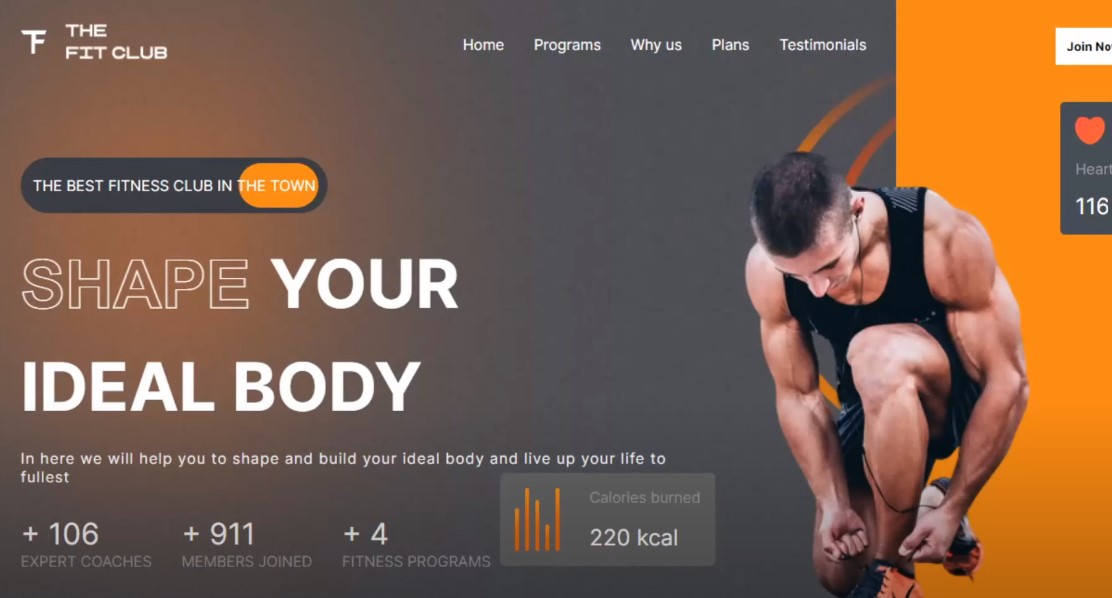 THE
FIT CLUB
Home Programs Why us Plans Testimonials
Join No
THE BEST FITNESS CLUB IN THE TOWN
Heart
116
SHAPE YOUR
IDEAL BODY
In here we will help you to shape and build your ideal body and live up your life to
fullest
Calories burned
220 kcal
+ 106
EXPERT COACHES
+ 911
MEMBERS JOINED
+ 4
FITNESS PROGRAMS